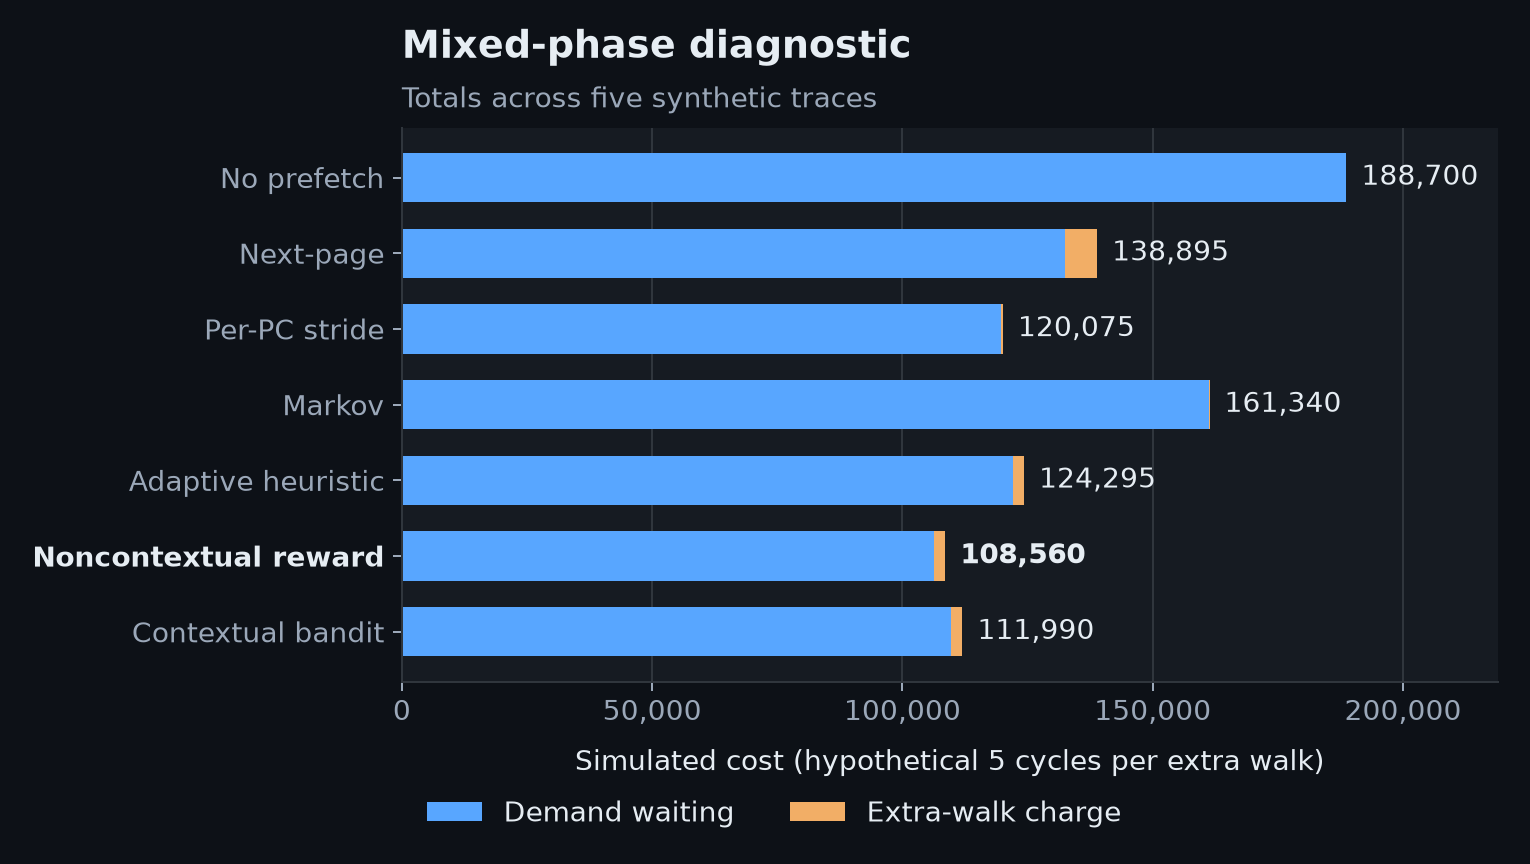 Mixed-phase diagnostic
Totals across five synthetic traces
No prefetch 188,700
Next-page 138,895
Per-PC stride 120,075
Markov 161,340
Adaptive heuristic 124,295
Noncontextual reward 108,560
Contextual bandit 111,990
0 50,000 100,000 150,000 200,000
Simulated cost (hypothetical 5 cycles per extra walk)
Demand waiting Extra-walk charge